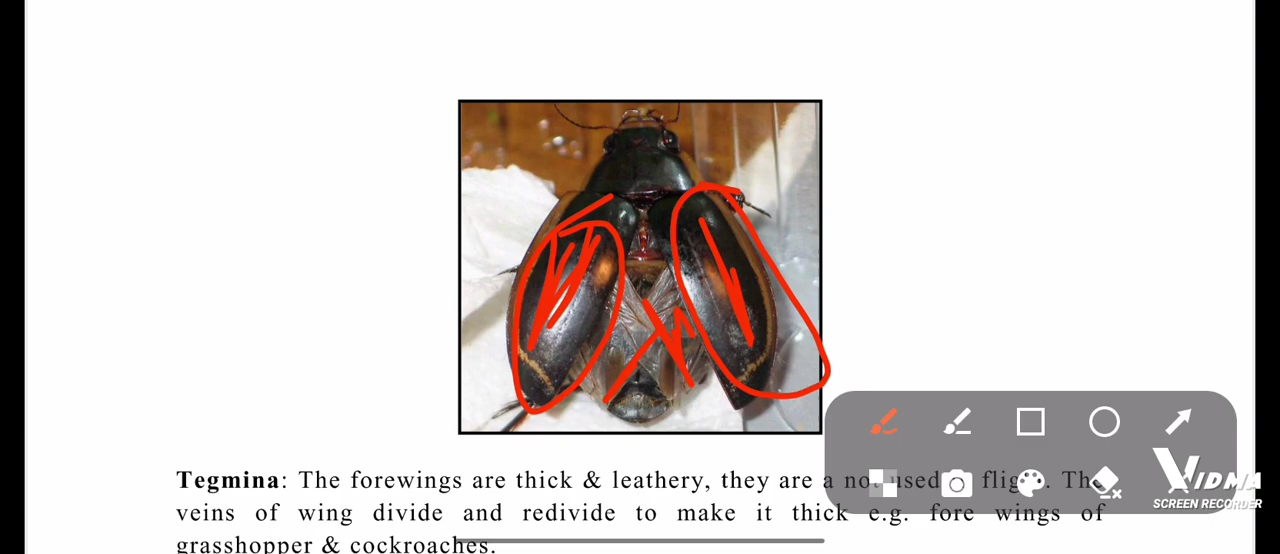 Tegmina: The forewings are thick & leathery, they are a not used flig . The
veins of wing divide and redivide to make it thick e.g. fore wings of
grasshopper & cockroaches.
VIDMA
SCREEN RECORDER